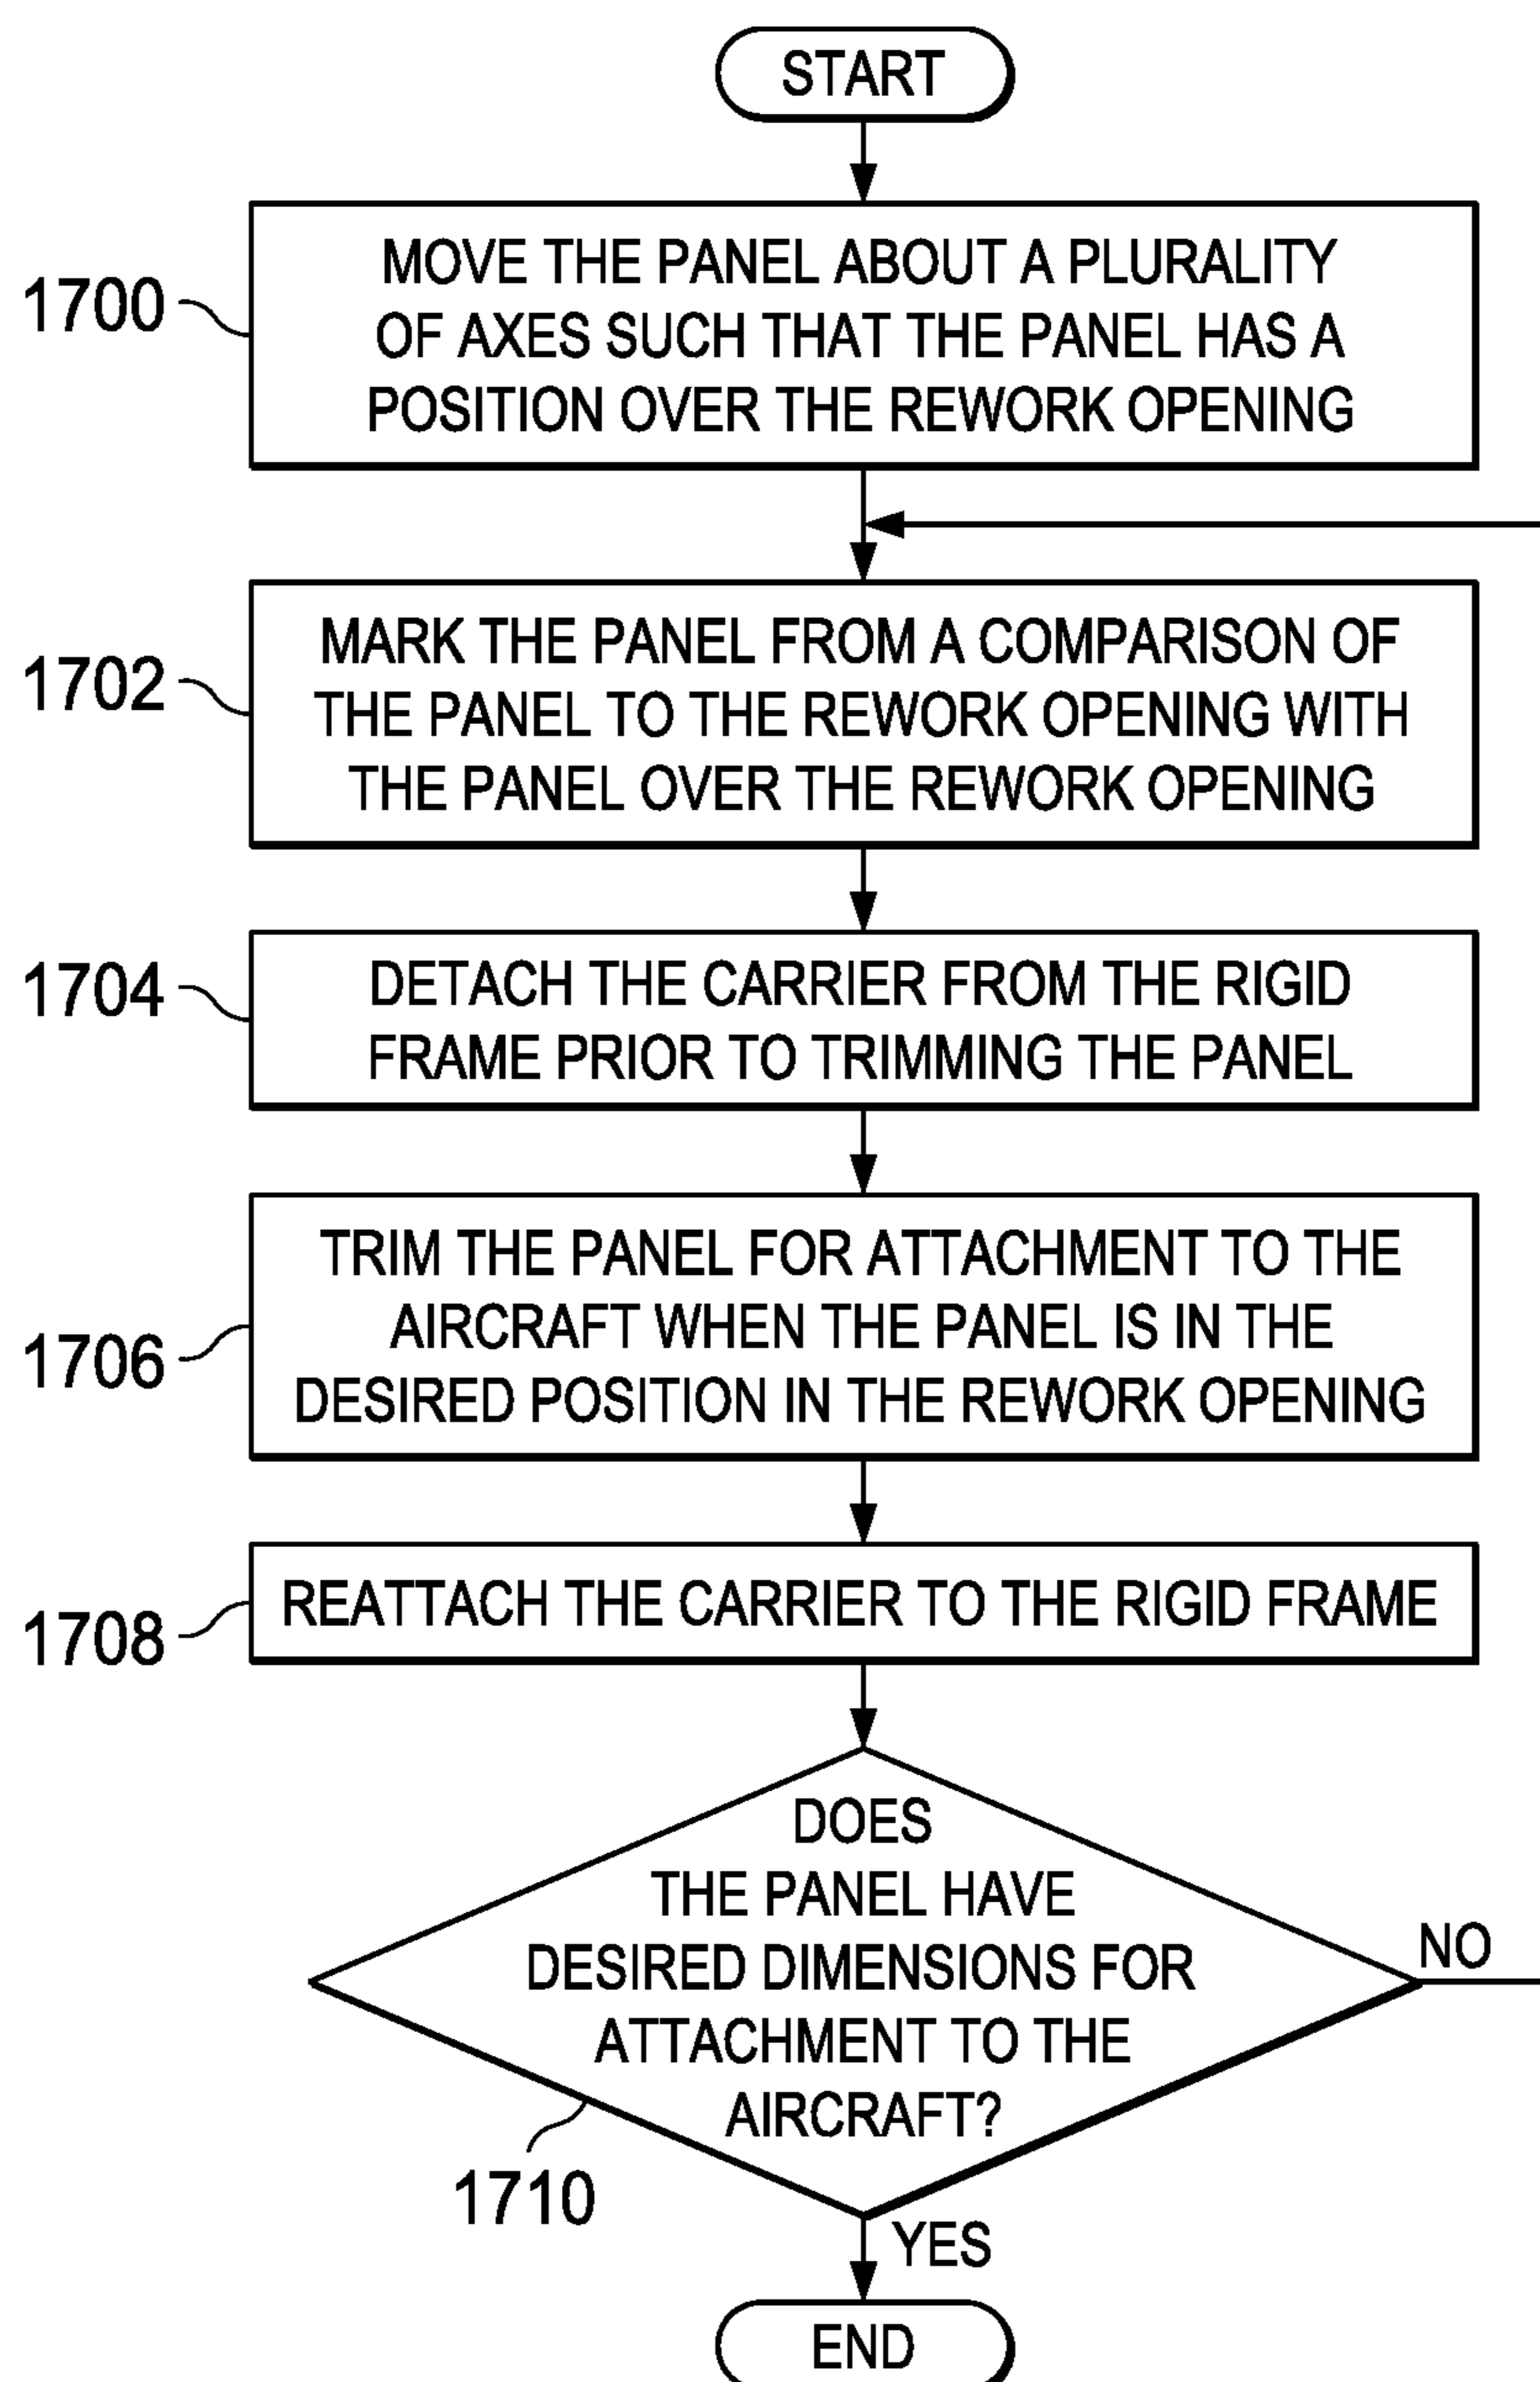 START
1700
MOVE THE PANEL ABOUT A PLURALITY
OF AXES SUCH THAT THE PANEL HAS A
POSITION OVER THE REWORK OPENING
1702
MARK THE PANEL FROM A COMPARISON OF
THE PANEL TO THE REWORK OPENING WITH
THE PANEL OVER THE REWORK OPENING
1704
DETACH THE CARRIER FROM THE RIGID
FRAME PRIOR TO TRIMMING THE PANEL
1706
TRIM THE PANEL FOR ATTACHMENT TO THE
AIRCRAFT WHEN THE PANEL IS IN THE
DESIRED POSITION IN THE REWORK OPENING
1708
REATTACH THE CARRIER TO THE RIGID FRAME
DOES
THE PANEL HAVE
DESIRED DIMENSIONS FOR
ATTACHMENT TO THE
AIRCRAFT?
NO
1710
YES
END